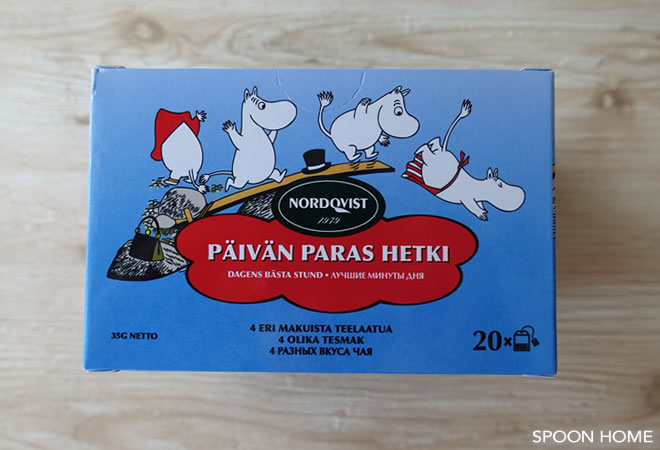 NORDQVIST
1979
PÄIVÄN PARAS HETKI
DAGENS BÄSTA STUND • ЛУЧШИЕ МИНУТЫ ДНЯ
4 ERI MAKUISTA TEELAATUA
4 OLIKA TESMAK
4 РАЗНЫХ ВКУСА ЧАЯ
35G NETTO
20×
SPOON HOME